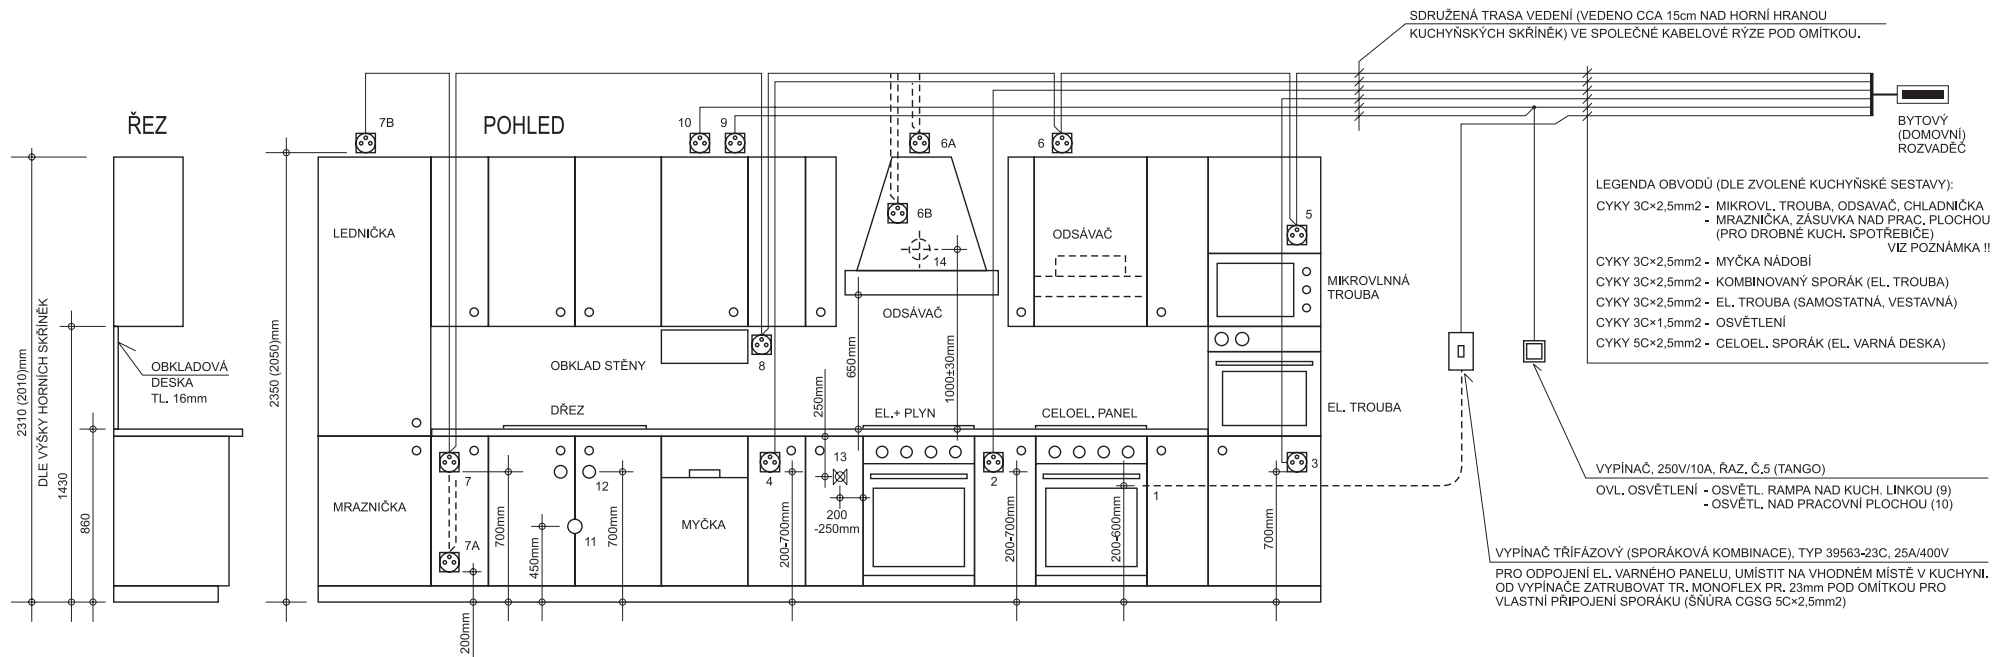 SDRUŽENÁ TRASA VEDENÍ (VEDENO CCA 15cm NAD HORNÍ HRANOU
KUCHYŇSKÝCH SKŘÍNĚK) VE SPOLEČNÉ KABELOVÉ RÝZE POD OMÍTKOU.
ŘEZ
POHLED
7B
10
9
6A
6
BYTOVÝ
(DOMOVNÍ)
ROZVADĚČ
LEGENDA OBVODŮ (DLE ZVOLENÉ KUCHYŇSKÉ SESTAVY):
CYKY 3C×2,5mm2 - MIKROVL. TROUBA, ODSAVAČ, CHLADNIČKA
- MRAZNIČKA, ZÁSUVKA NAD PRAC. PLOCHOU
(PRO DROBNÉ KUCH. SPOTŘEBIČE)
VIZ POZNÁMKA !!
CYKY 3C×2,5mm2 - MYČKA NÁDOBÍ
CYKY 3C×2,5mm2 - KOMBINOVANÝ SPORÁK (EL. TROUBA)
CYKY 3C×2,5mm2 - EL. TROUBA (SAMOSTATNÁ, VESTAVNÁ)
CYKY 3C×1,5mm2 - OSVĚTLENÍ
CYKY 5C×2,5mm2 - CELOEL. SPORÁK (EL. VARNÁ DESKA)
LEDNIČKA
6B
5
ODSÁVAČ
14
MIKROVLNNÁ
TROUBA
ODSÁVAČ
2310 (2010)mm
DLE VÝŠKY HORNÍCH SKŘÍNĚK
1430
860
2350 (2050)mm
OBKLADOVÁ
DESKA
TL. 16mm
OBKLAD STĚNY
8
650mm
1000±30mm
250mm
DŘEZ
EL.+ PLYN
CELOEL. PANEL
EL. TROUBA
7
12
4
13
2
1
3
MRAZNIČKA
7A
700mm
450mm
11
700mm
MYČKA
200-700mm
200
-250mm
200-700mm
200-600mm
700mm
200mm
VYPÍNAČ, 250V/10A, ŘAZ. Č.5 (TANGO)
OVL. OSVĚTLENÍ - OSVĚTL. RAMPA NAD KUCH. LINKOU (9)
- OSVĚTL. NAD PRACOVNÍ PLOCHOU (10)
VYPÍNAČ TŘÍFÁZOVÝ (SPORÁKOVÁ KOMBINACE), TYP 39563-23C, 25A/400V
PRO ODPOJENÍ EL. VARNÉHO PANELU, UMÍSTIT NA VHODNÉM MÍSTĚ V KUCHYNI.
OD VYPÍNAČE ZATRUBOVAT TR. MONOFLEX PR. 23mm POD OMÍTKOU PRO
VLASTNÍ PŘIPOJENÍ SPORÁKU (ŠŇŮRA CGSG 5C×2,5mm2)